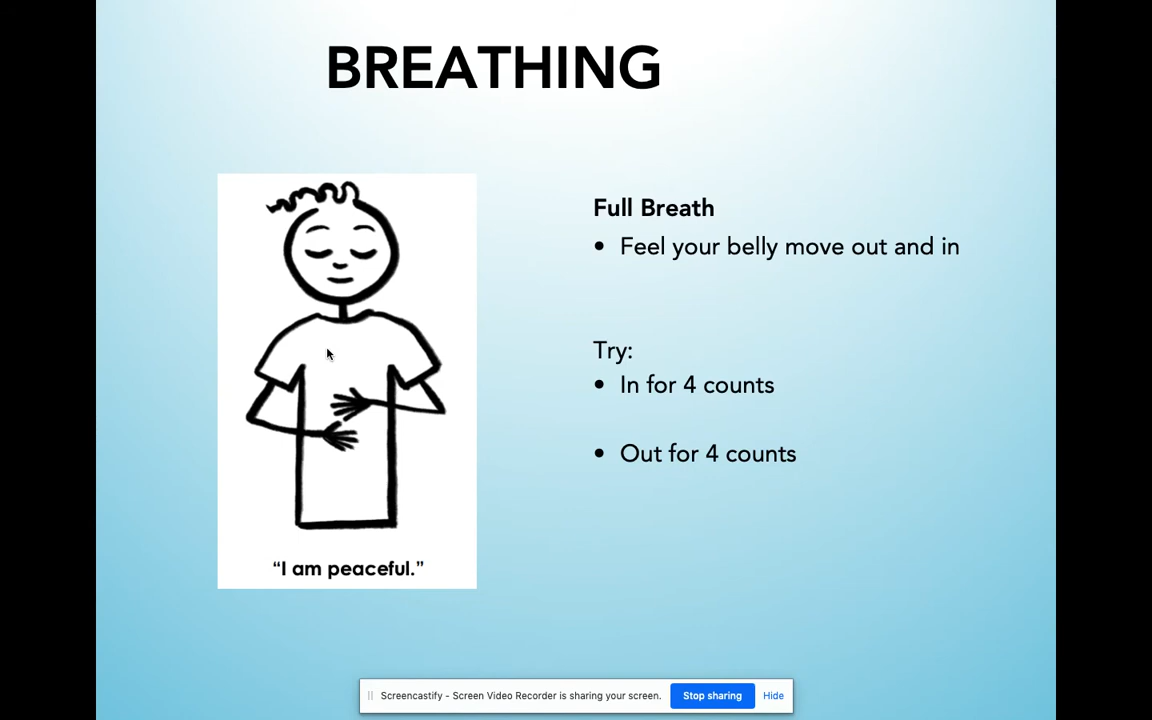 BREATHING
Full Breath
• Feel your belly move out and in
Try:
• In for 4 counts
• Out for 4 counts
“I am peaceful.”
Screencastify - Screen Video Recorder is sharing your screen. Stop sharing Hide